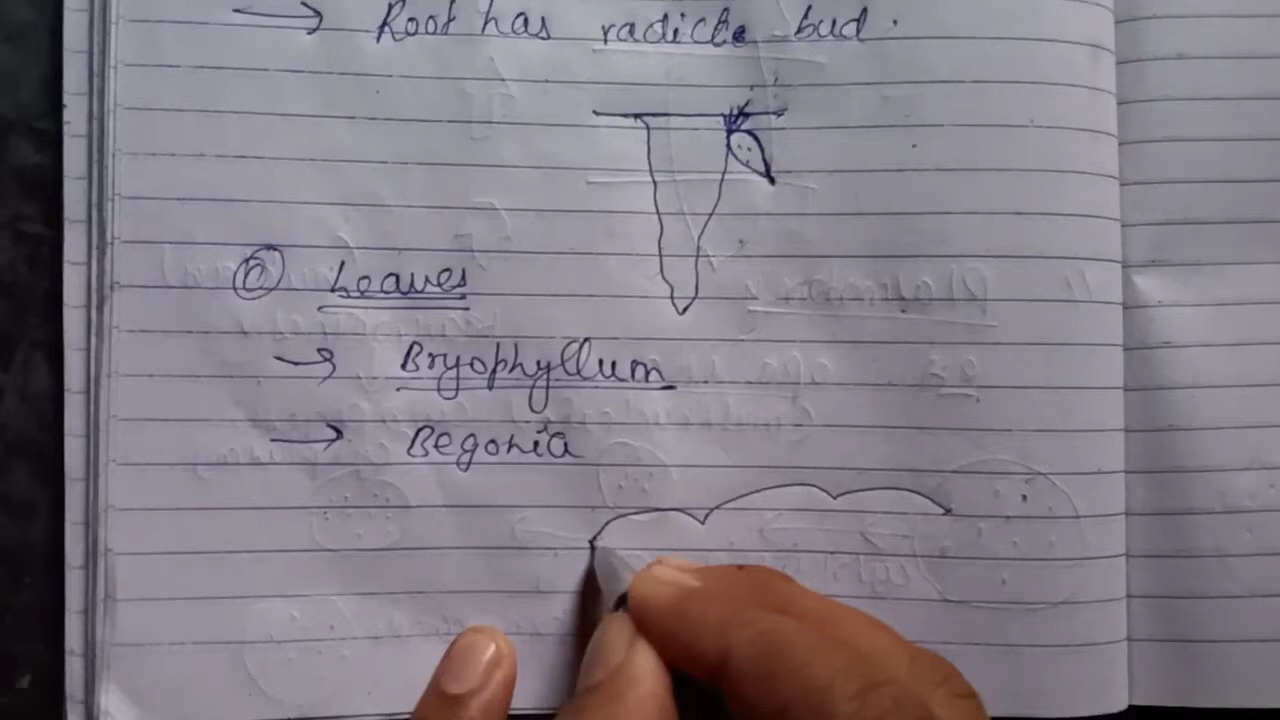 → Root has radicle bud.
ⓒ Leaves
→ Bryophyllum
→ Begonia